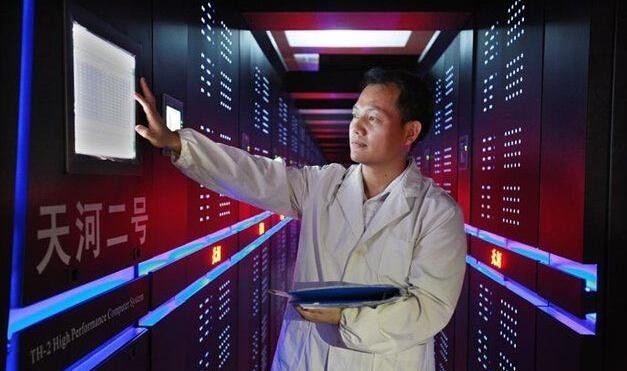 天河二号
TH-2 High Performance Computer System